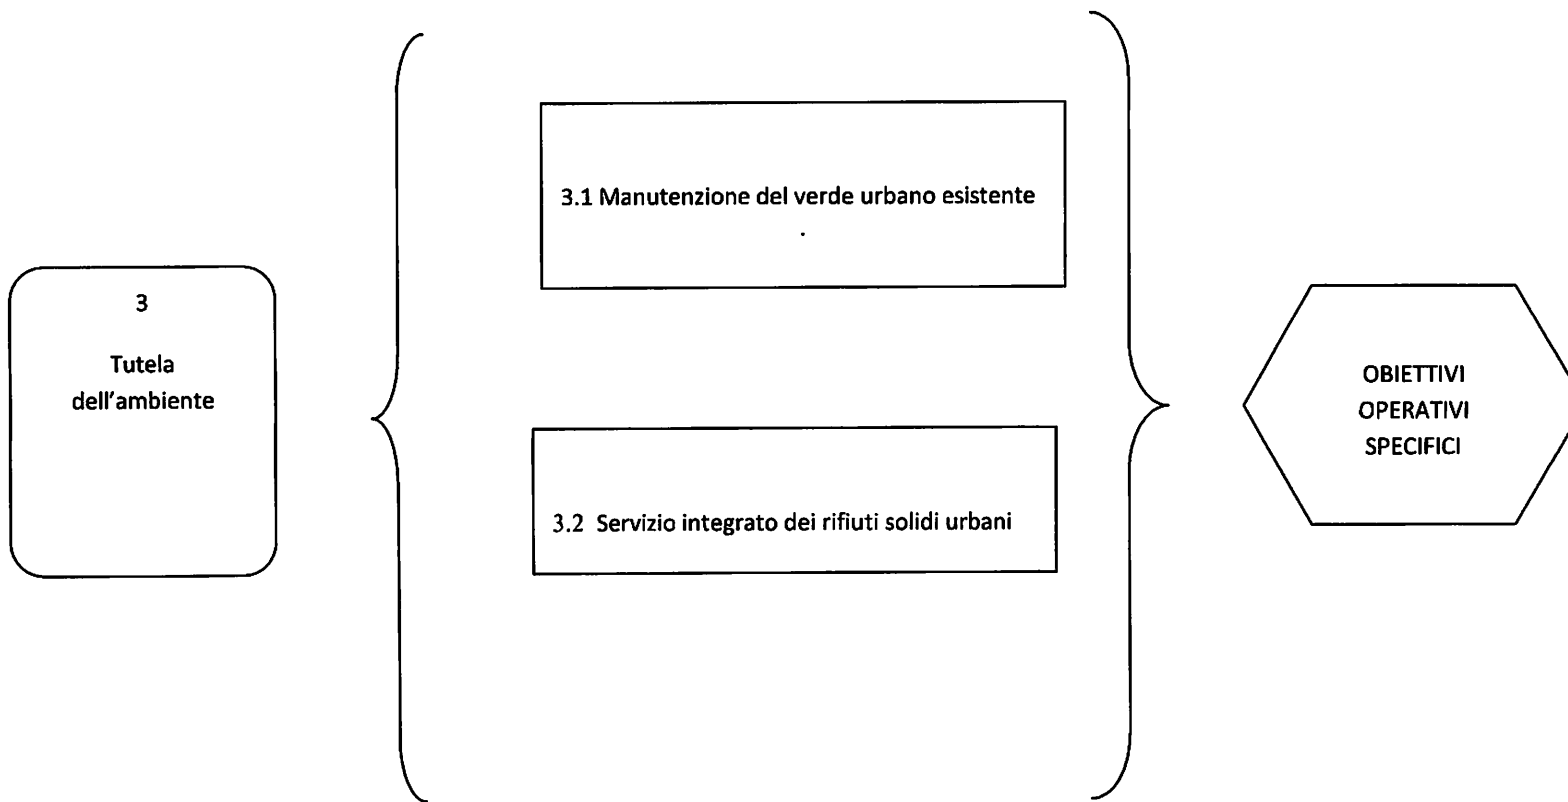 3
Tutela
dell'ambiente
3.1 Manutenzione del verde urbano esistente
.
3.2 Servizio integrato dei rifiuti solidi urbani
OBIETTIVI
OPERATIVI
SPECIFICI